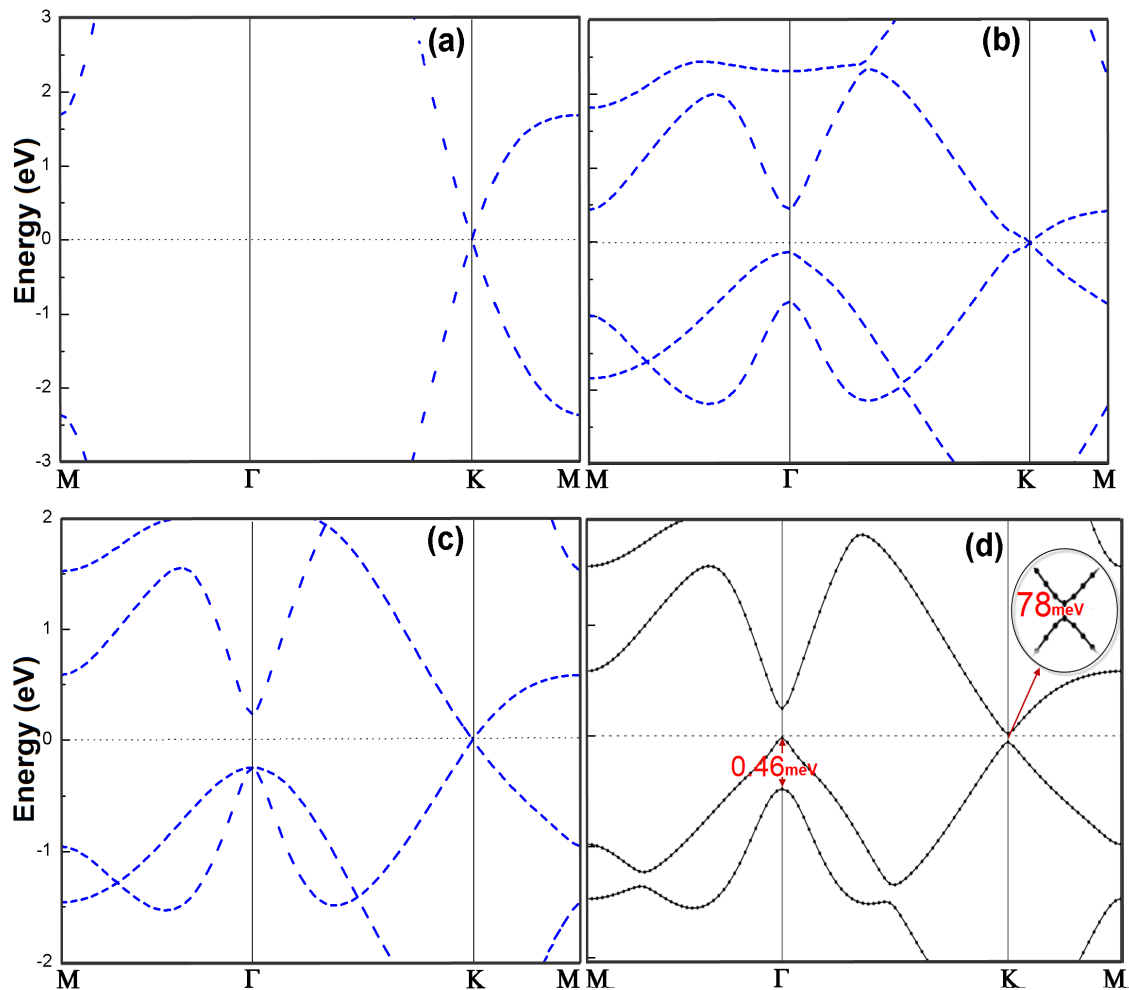 (a)
(b)
Energy (eV)
3
2
1
0
-1
-2
-3
M Γ K M
M Γ K M
(c)
(d)
Energy (eV)
2
1
0
-1
-2
78meV
0.46meV
M Γ K M
M Γ K M